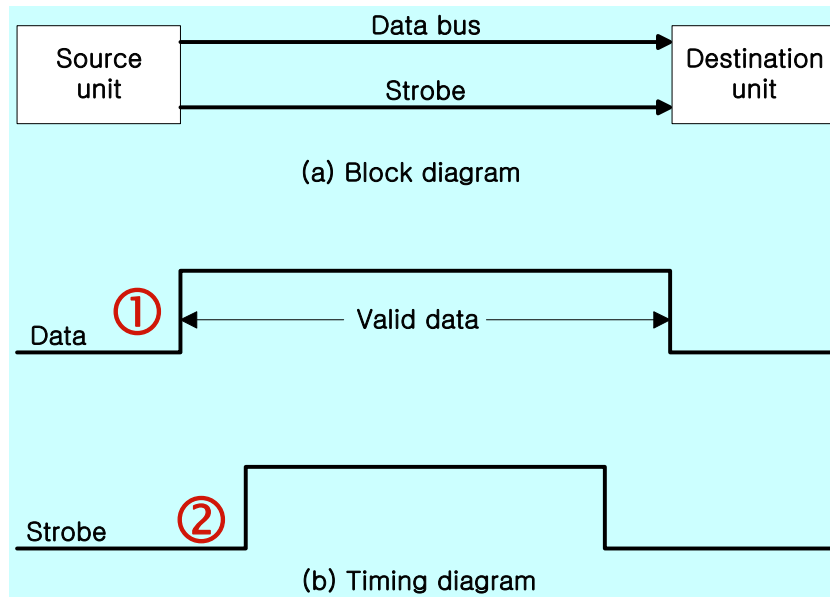 Data bus
Source
unit
Destination
unit
Strobe
(a) Block diagram
①
Valid data
Data
②
Strobe
(b) Timing diagram